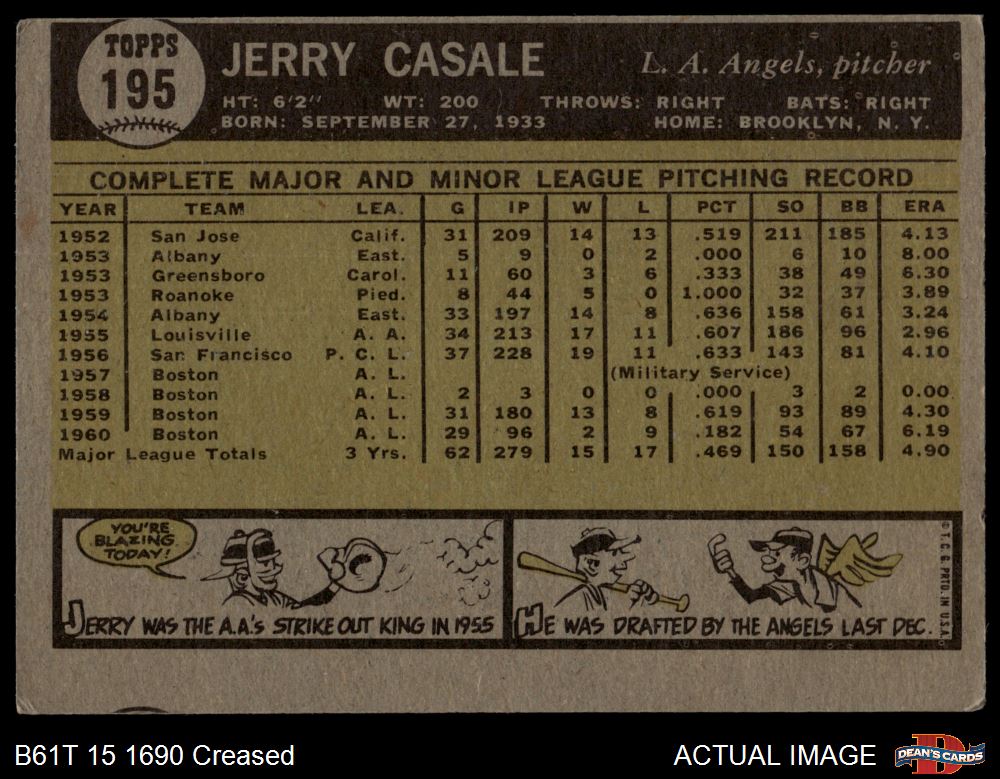 TOPPS
195
JERRY CASALE
L. A. Angels, pitcher
HT: 6'2" WT: 200 THROWS: RIGHT BATS: RIGHT
BORN: SEPTEMBER 27, 1933 HOME: BROOKLYN, N. Y.
COMPLETE MAJOR AND MINOR LEAGUE PITCHING RECORD
YEAR TEAM LEA. G IP W L PCT SO BB ERA
1952 San Jose Calif. 31 209 14 13 .519 211 185 4.13
1953 Albany East. 5 9 0 2 .000 6 10 8.00
1953 Greensboro Carol. 11 60 3 6 .333 38 49 6.30
1953 Roanoke Pied. 8 44 5 0 1.000 32 37 3.89
1954 Albany East. 33 197 14 8 .636 158 61 3.24
1955 Louisville A. A. 34 213 17 11 .607 186 96 2.96
1956 San Francisco P. C. L. 37 228 19 11 .633 143 81 4.10
1957 Boston A. L. (Military Service)
1958 Boston A. L. 2 3 0 0 .000 3 2 0.00
1959 Boston A. L. 31 180 13 8 .619 93 89 4.30
1960 Boston A. L. 29 96 2 9 .182 54 67 6.19
Major League Totals 3 Yrs. 62 279 15 17 .469 150 158 4.90
YOU'RE
BLAZING
TODAY!
JERRY WAS THE A.A's STRIKE OUT KING IN 1955
HE WAS DRAFTED BY THE ANGELS LAST DEC.
© T. C. G. PRTD. IN U.S.A.
B61T 15 1690 Creased
ACTUAL IMAGE
DEAN'S CARDS